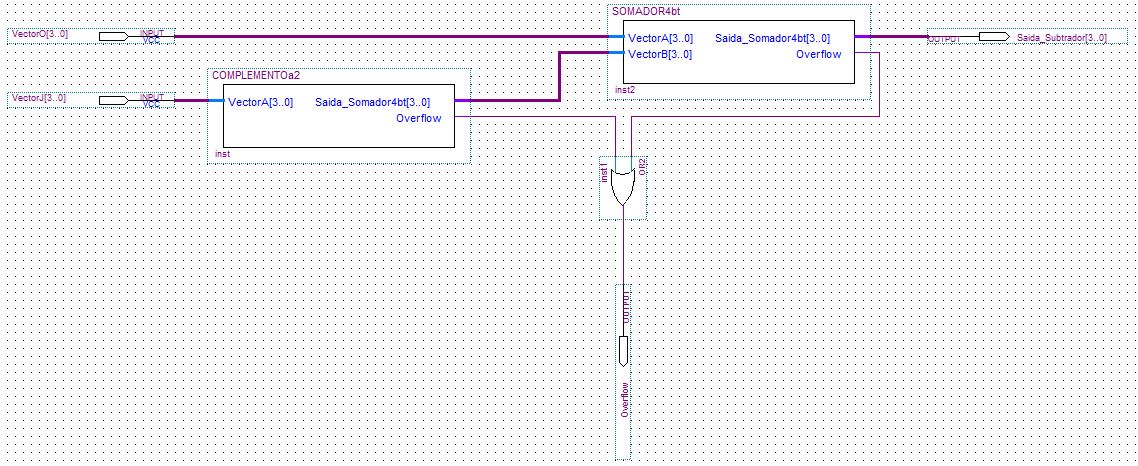 SOMADOR4bt
VectorO[3..0]
INPUT
VCC
VectorA[3..0]
Saida_Somador4bt[3..0]
OUTPUT
Saida_Subtrador[3..0]
VectorB[3..0]
Overflow
COMPLEMENTOa2
inst2
VectorJ[3..0]
INPUT
VCC
VectorA[3..0]
Saida_Somador4bt[3..0]
Overflow
inst
inst1
OR2
OUTPUT
Overflow